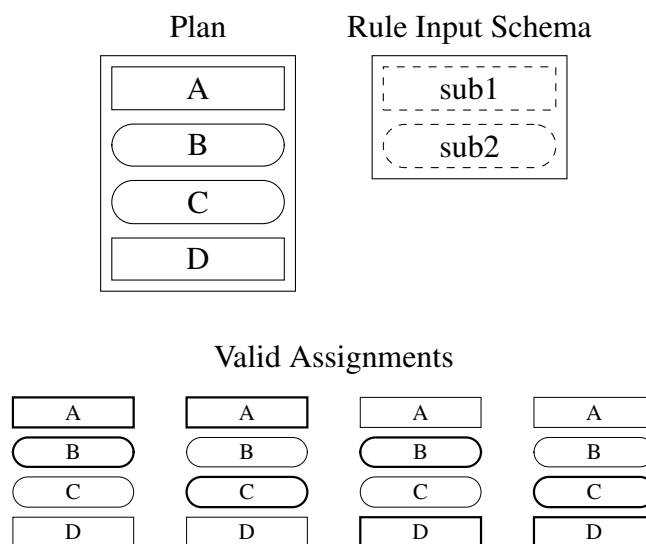 Plan Rule Input Schema
A sub1
B sub2
C
D
Valid Assignments
A A A A
B B B B
C C C C
D D D D